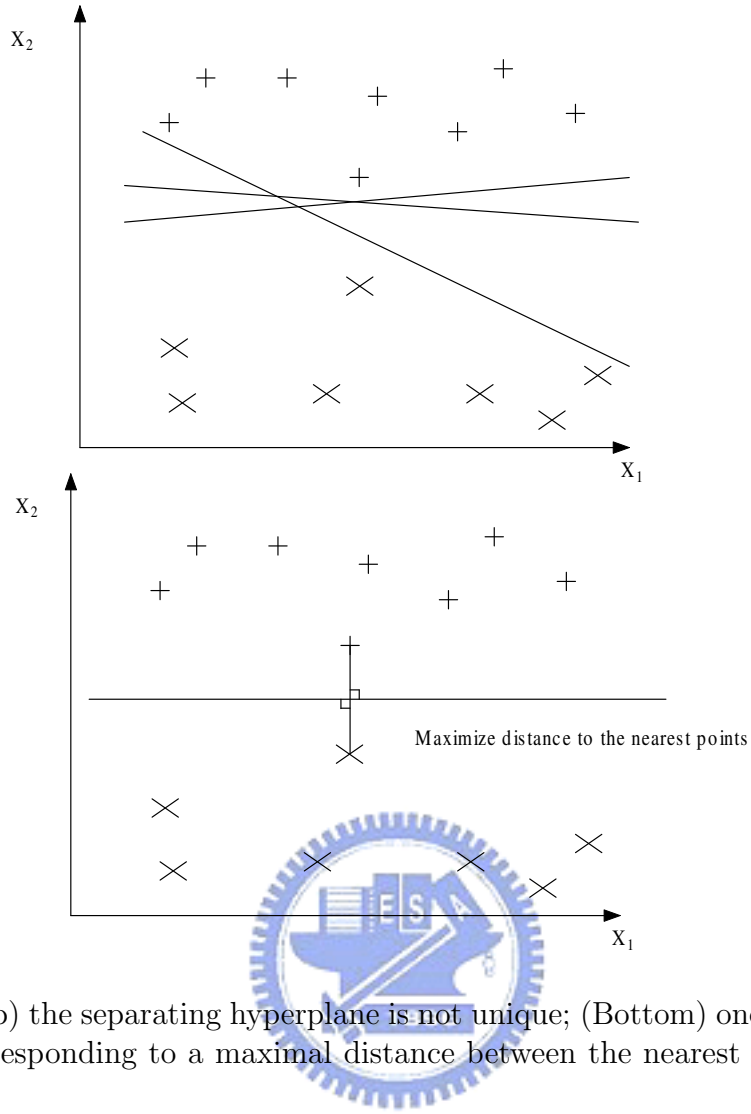 X2
X1
X2
Maximize distance to the nearest points
E S A
X1
) the separating hyperplane is not unique; (Bottom) on
esponding to a maximal distance between the nearest